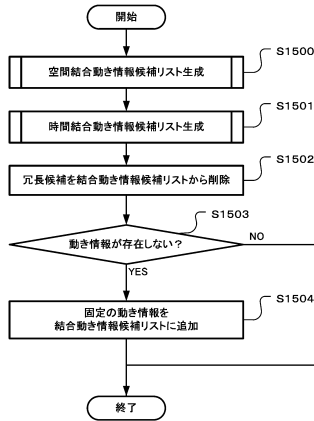 開始
S1500
空間結合動き情報候補リスト生成
S1501
時間結合動き情報候補リスト生成
S1502
冗長候補を結合動き情報候補リストから削除
S1503
動き情報が存在しない?
NO
YES
S1504
固定の動き情報を
結合動き情報候補リストに追加
終了